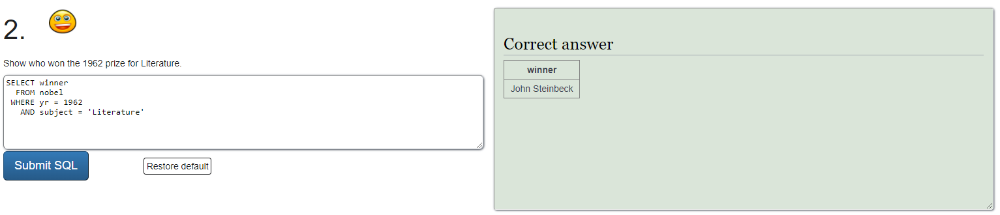 2.
Show who won the 1962 prize for Literature.
SELECT winner
  FROM nobel
 WHERE yr = 1962
   AND subject = 'Literature'
Submit SQL
Restore default
Correct answer
winner
John Steinbeck